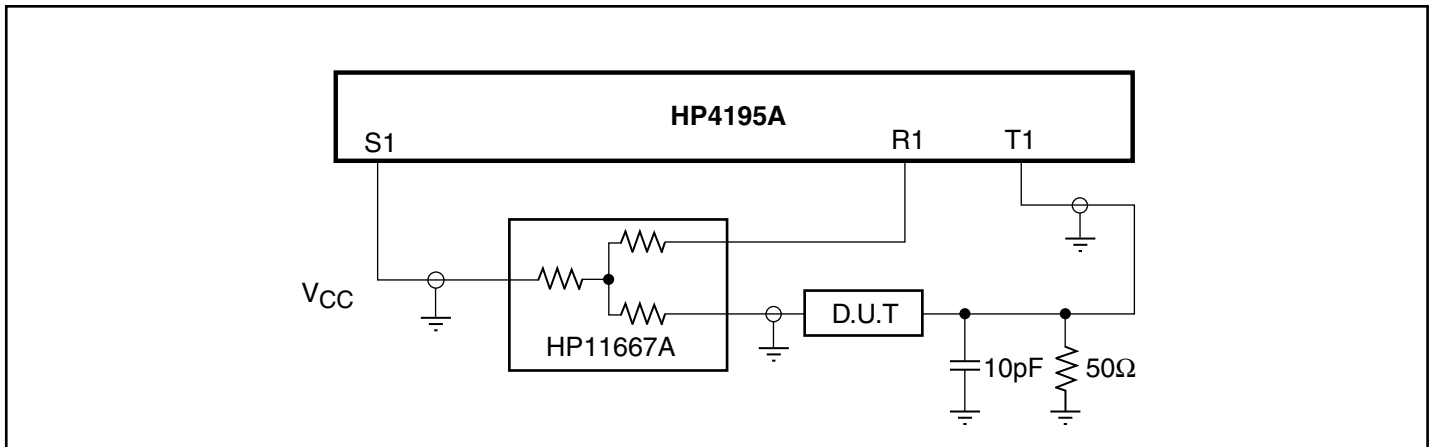 HP4195A
S1
R1
T1
VCC
HP11667A
D.U.T
10pF
50Ω